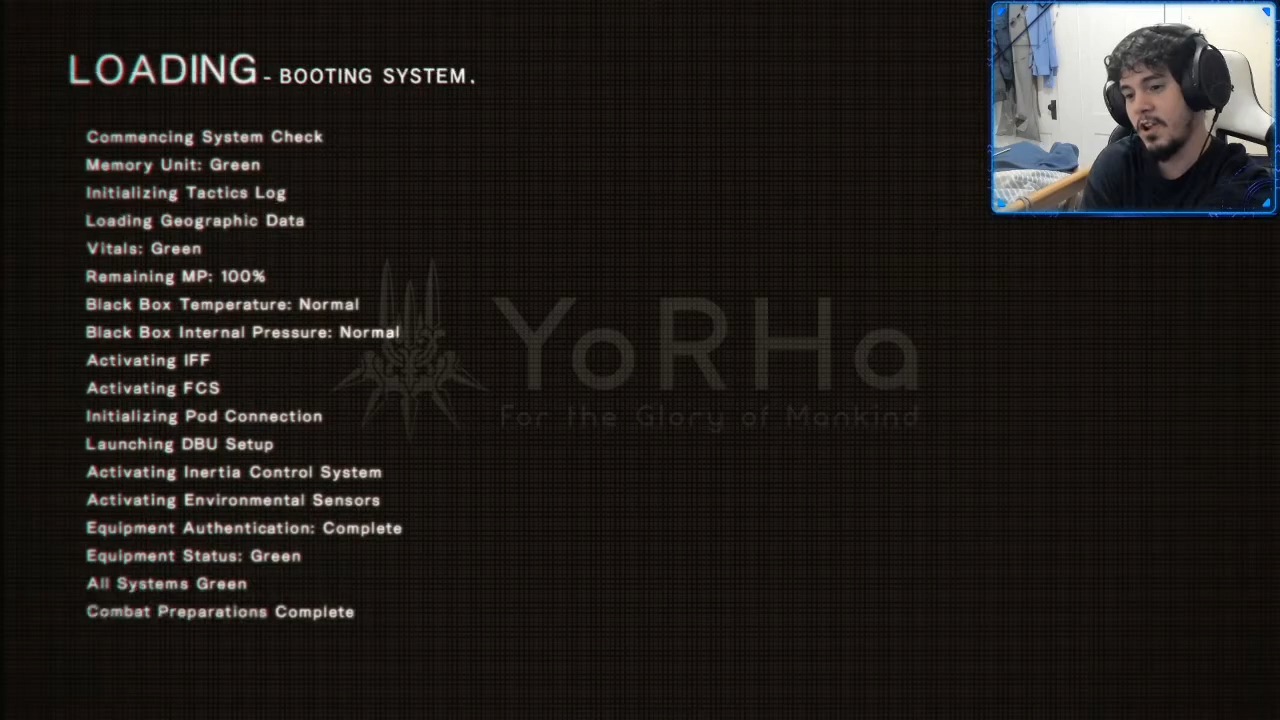 LOADING - BOOTING SYSTEM.
Commencing System Check
Memory Unit: Green
Initializing Tactics Log
Loading Geographic Data
Vitals: Green
Remaining MP: 100%
Black Box Temperature: Normal
Black Box Internal Pressure: Normal
Activating IFF
Activating FCS
Initializing Pod Connection
Launching DBU Setup
Activating Inertia Control System
Activating Environmental Sensors
Equipment Authentication: Complete
Equipment Status: Green
All Systems Green
Combat Preparations Complete
YoRHa
For the Glory of Mankind